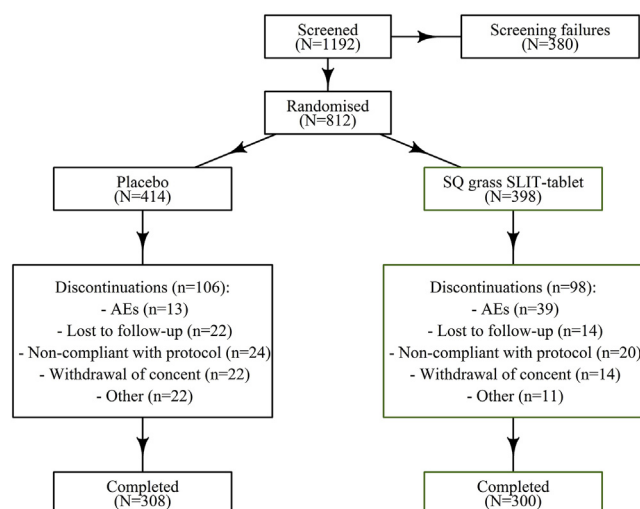 Screened
(N=1192)
Screening failures
(N=380)
Randomised
(N=812)
Placebo
(N=414)
SQ grass SLIT-tablet
(N=398)
Discontinuations (n=106):
- AEs (n=13)
- Lost to follow-up (n=22)
- Non-compliant with protocol (n=24)
- Withdrawal of concent (n=22)
- Other (n=22)
Discontinuations (n=98):
- AEs (n=39)
- Lost to follow-up (n=14)
- Non-compliant with protocol (n=20)
- Withdrawal of concent (n=14)
- Other (n=11)
Completed
(N=308)
Completed
(N=300)